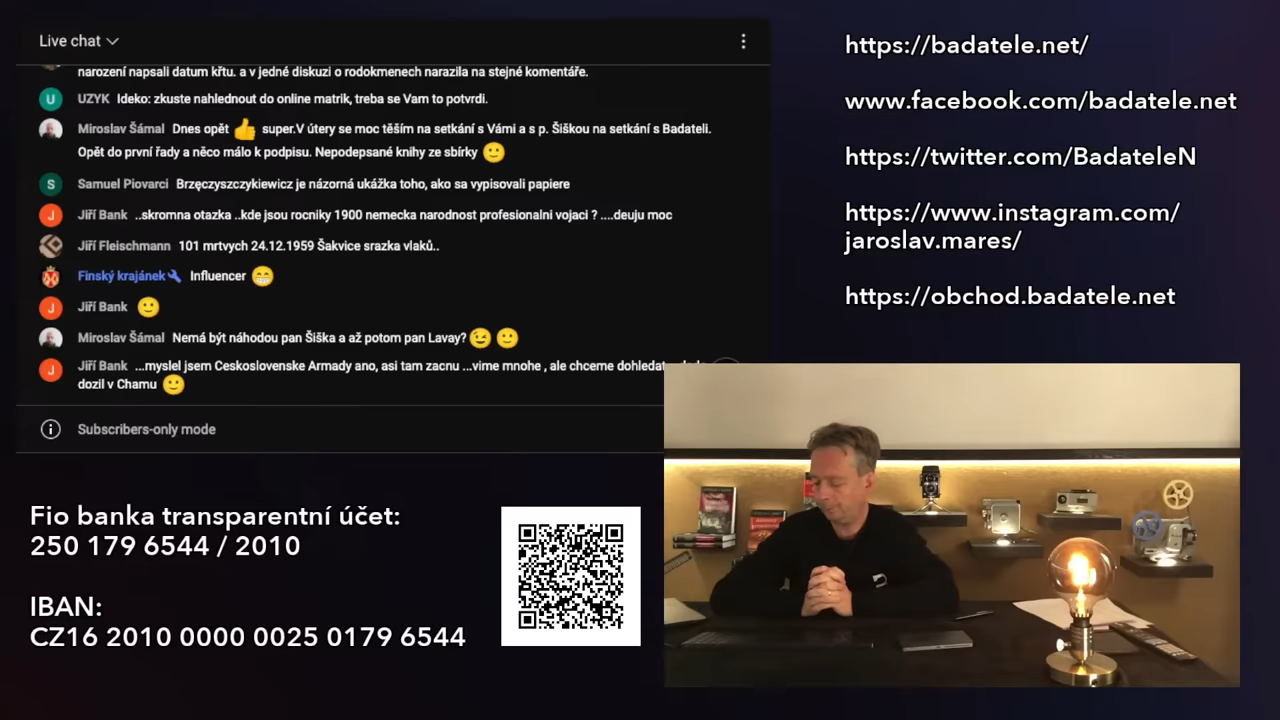 Live chat
narození napsali datum křtu. a v jedné diskuzi o rodokmenech narazila na stejné komentáře.
U UZYK Ideko: zkuste nahlednout do online matrik, treba se Vam to potvrdi.
Miroslav Šámal Dnes opět 👍 super.V útery se moc těším na setkání s Vámi a s p. Šiškou na setkání s Badateli.
Opět do první řady a něco málo k podpisu. Nepodepsané knihy ze sbírky 🙂
S Samuel Piovarci Brzęczyszczykiewicz je názorná ukážka toho, ako sa vypisovali papiere
J Jiří Bank ..skromna otazka ..kde jsou rocniky 1900 nemecka narodnost profesionalni vojaci ? ....deuju moc
Jiří Fleischmann 101 mrtvych 24.12.1959 Šakvice srazka vlaků..
Finský krajánek Influencer 😁
J Jiří Bank 🙂
Miroslav Šámal Nemá být náhodou pan Šiška a až potom pan Lavay? 😉 🙂
J Jiří Bank ...myslel jsem Ceskoslovenske Armady ano, asi tam zacnu ...vime mnohe , ale chceme dohledat
dozil v Chamu 🙂
Subscribers-only mode
https://badatele.net/
www.facebook.com/badatele.net
https://twitter.com/BadateleN
https://www.instagram.com/
jaroslav.mares/
https://obchod.badatele.net
Fio banka transparentní účet:
250 179 6544 / 2010
IBAN:
CZ16 2010 0000 0025 0179 6544